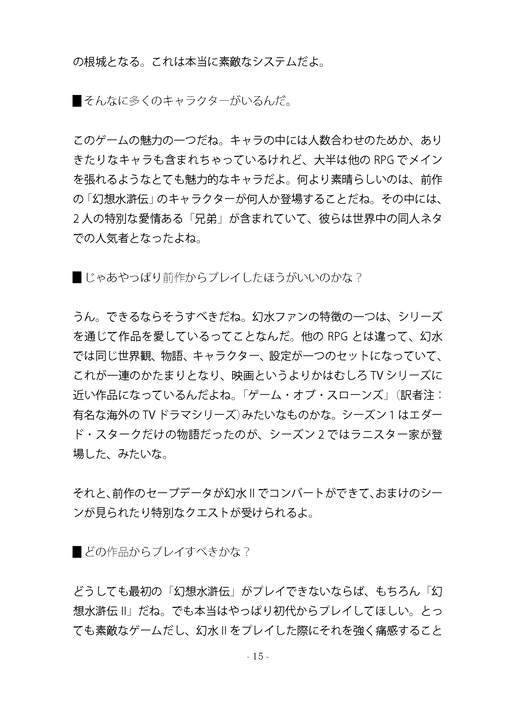 の根城となる。これは本当に素敵なシステムだよ。
■そんなに多くのキャラクターがいるんだ。
このゲームの魅力の一つだね。キャラの中には人数合わせのためか、あり
きたりなキャラも含まれちゃっているけれど、大半は他の RPG でメイン
を張れるようなとても魅力的なキャラだよ。何より素晴らしいのは、前作
の「幻想水滸伝」のキャラクターが何人か登場することだね。その中には、
2 人の特別な愛情ある「兄弟」が含まれていて、彼らは世界中の同人ネタ
での人気者となったよね。
■じゃあやっぱり前作からプレイしたほうがいいのかな？
うん。できるならそうすべきだね。幻水ファンの特徴の一つは、シリーズ
を通じて作品を愛しているってことなんだ。他の RPG とは違って、幻水
では同じ世界観、物語、キャラクター、設定が一つのセットになっていて、
これが一連のかたまりとなり、映画というよりかはむしろ TV シリーズに
近い作品になっているんだよね。「ゲーム・オブ・スローンズ」（訳者注：
有名な海外の TV ドラマシリーズ）みたいなものかな。シーズン 1 はエダー
ド・スタークだけの物語だったのが、シーズン 2 ではラニスター家が登
場した、みたいな。
それと、前作のセーブデータが幻水 II でコンバートができて、おまけのシー
ンが見られたり特別なクエストが受けられるよ。
■どの作品からプレイすべきかな？
どうしても最初の「幻想水滸伝」がプレイできないならば、もちろん「幻
想水滸伝 II」だね。でも本当はやっぱり初代からプレイしてほしい。とっ
ても素敵なゲームだし、幻水 II をプレイした際にそれを強く痛感すること
- 15 -